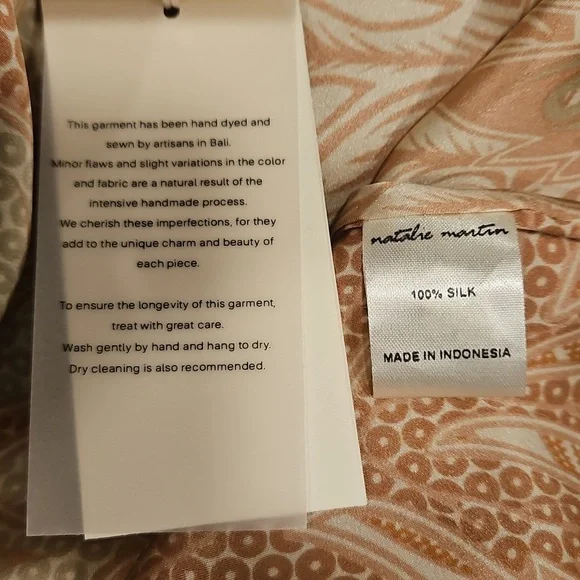 This garment has been hand dyed and
sewn by artisans in Bali.
Minor flaws and slight variations in the color
and fabric are a natural result of the
intensive handmade process.
We cherish these imperfections, for they
add to the unique charm and beauty of
each piece.
To ensure the longevity of this garment,
treat with great care.
Wash gently by hand and hang to dry.
Dry cleaning is also recommended.
natalie martin
100% SILK
MADE IN INDONESIA